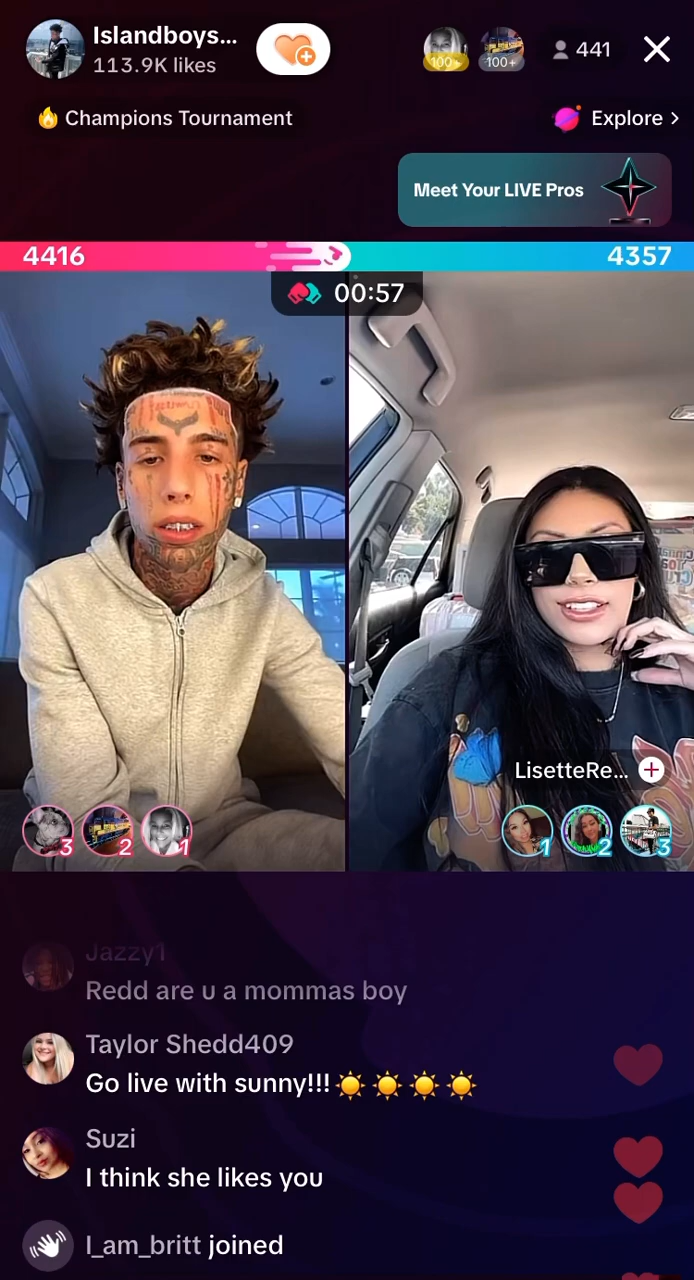 Islandboys...
113.9K likes
100+
100+
441
Champions Tournament
Explore >
Meet Your LIVE Pros
4416
4357
00:57
LisetteRe...
3
2
1
1
2
3
Jazzy1
Redd are u a mommas boy
Taylor Shedd409
Go live with sunny!!!☀️☀️☀️☀️
Suzi
I think she likes you
I_am_britt joined